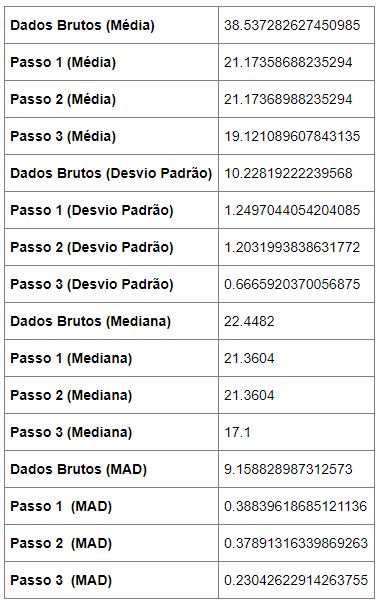 Dados Brutos (Média) 38.537282627450985
Passo 1 (Média) 21.17358688235294
Passo 2 (Média) 21.17368988235294
Passo 3 (Média) 19.121089607843135
Dados Brutos (Desvio Padrão) 10.22819222239568
Passo 1 (Desvio Padrão) 1.2497044054204085
Passo 2 (Desvio Padrão) 1.2031993838631772
Passo 3 (Desvio Padrão) 0.6665920370056875
Dados Brutos (Mediana) 22.4482
Passo 1 (Mediana) 21.3604
Passo 2 (Mediana) 21.3604
Passo 3 (Mediana) 17.1
Dados Brutos (MAD) 9.158828987312573
Passo 1 (MAD) 0.38839618685121136
Passo 2 (MAD) 0.37891316339869263
Passo 3 (MAD) 0.23042622914263755